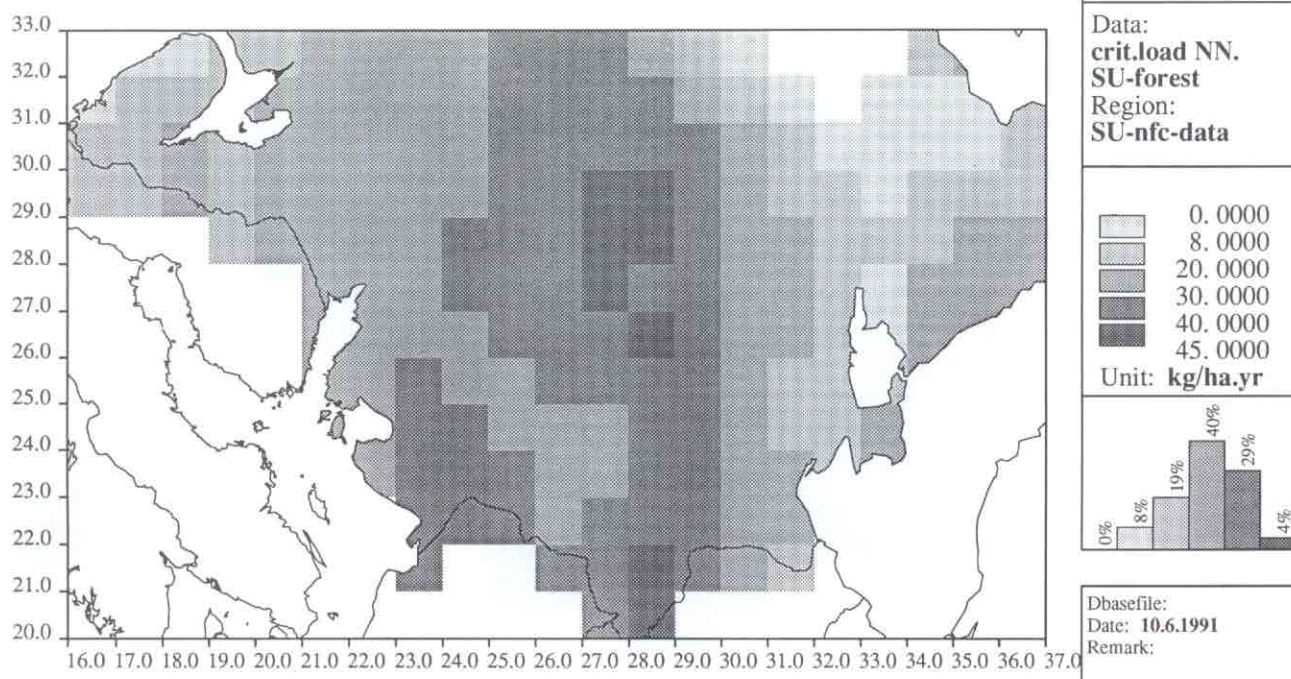 33.0
32.0
31.0
30.0
29.0
28.0
27.0
26.0
25.0
24.0
23.0
22.0
21.0
20.0
16.0 17.0 18.0 19.0 20.0 21.0 22.0 23.0 24.0 25.0 26.0 27.0 28.0 29.0 30.0 31.0 32.0 33.0 34.0 35.0 36.0 37.0
Data:
crit.load NN.
SU-forest
Region:
SU-nfc-data
0. 0000
8. 0000
20. 0000
30. 0000
40. 0000
45. 0000
Unit: kg/ha.yr
0% 8% 19% 40% 29% 4%
Dbasefile:
Date: 10.6.1991
Remark: